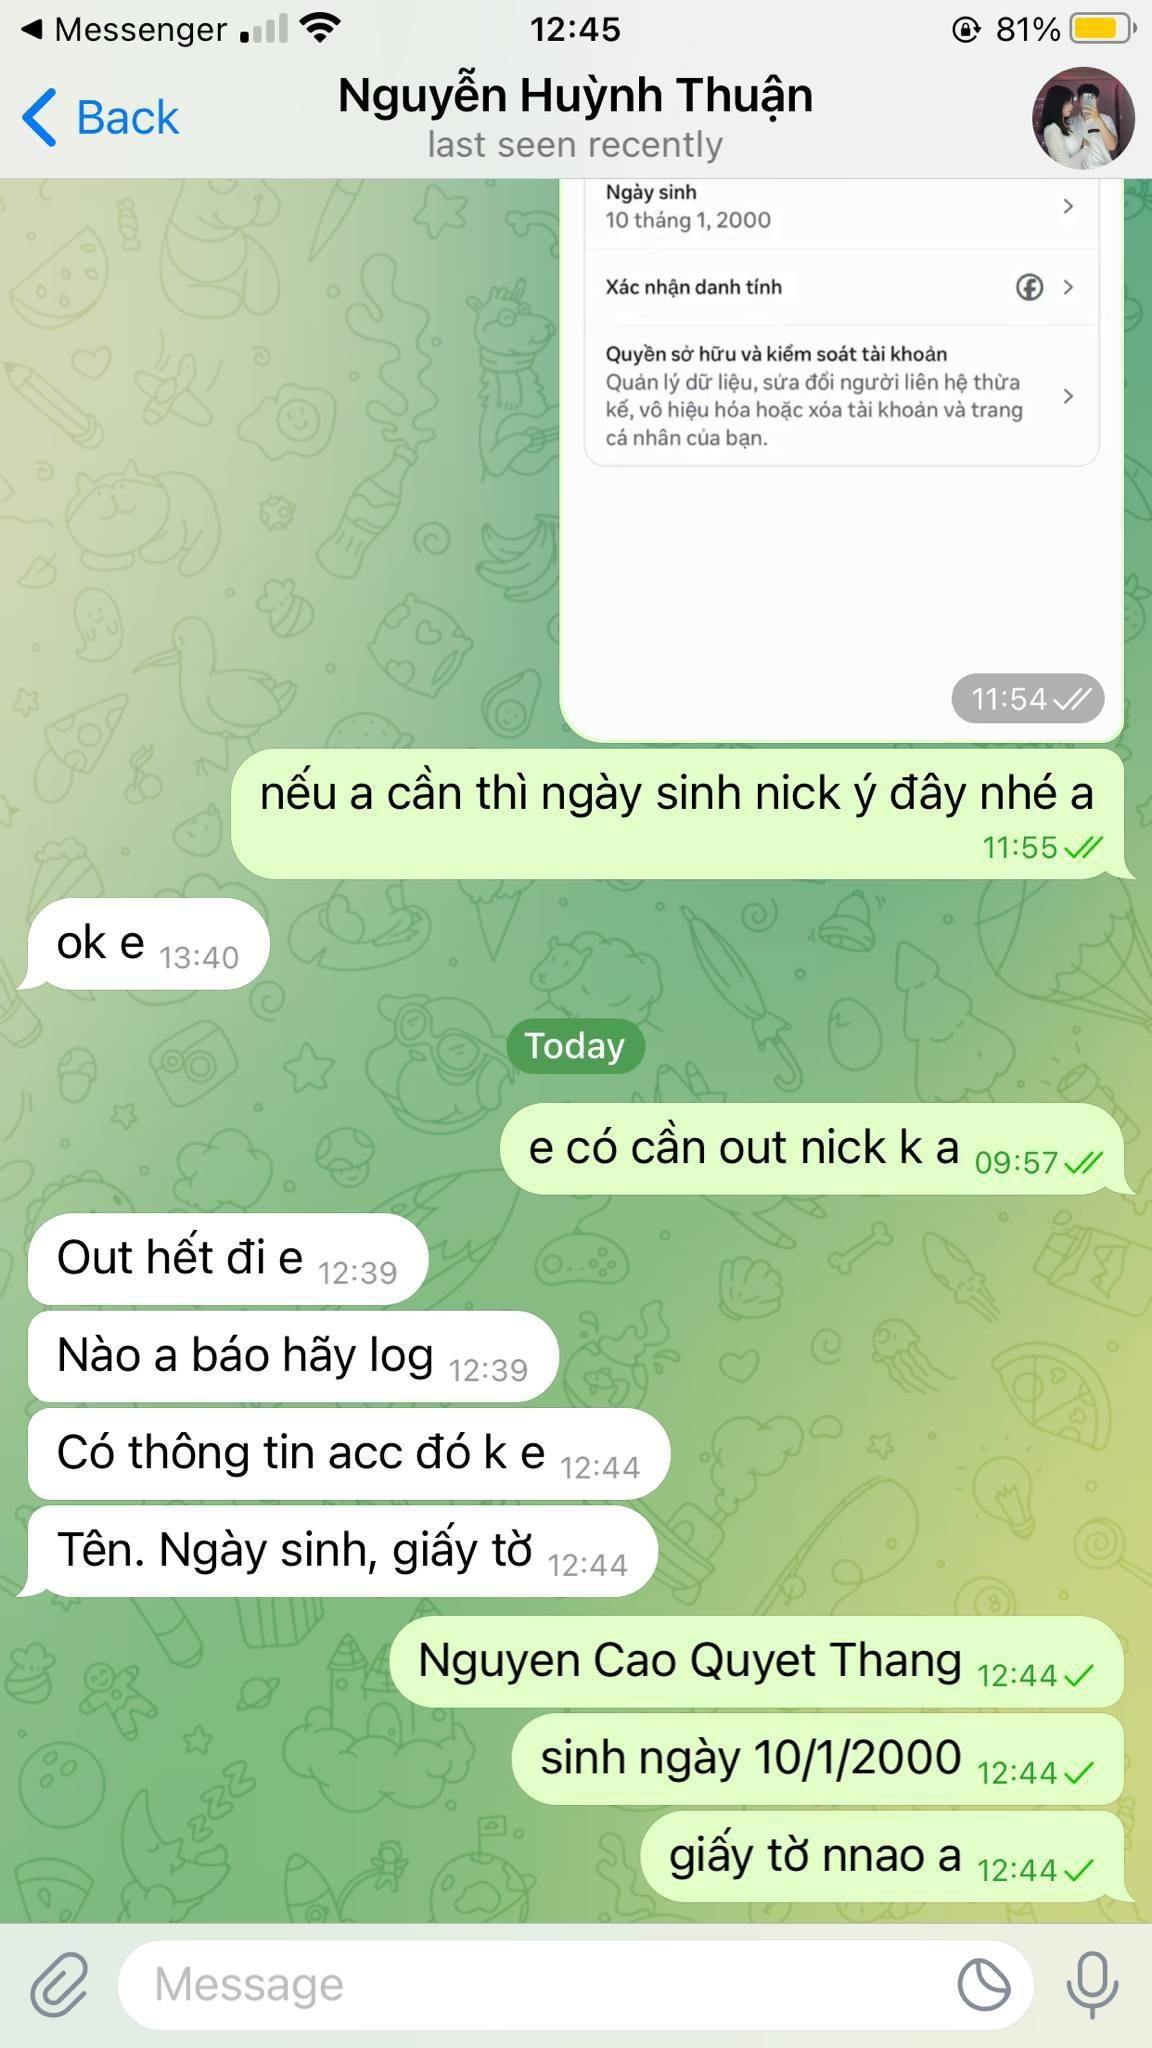 Messenger
12:45
81%
Back
Nguyễn Huỳnh Thuận
last seen recently
Ngày sinh
10 tháng 1, 2000
Xác nhận danh tính
Quyền sở hữu và kiểm soát tài khoản
Quản lý dữ liệu, sửa đổi người liên hệ thừa
kế, vô hiệu hóa hoặc xóa tài khoản và trang
cá nhân của bạn.
11:54
nếu a cần thì ngày sinh nick ý đây nhé a
11:55
ok e 13:40
Today
e có cần out nick k a 09:57
Out hết đi e 12:39
Nào a báo hãy log 12:39
Có thông tin acc đó k e 12:44
Tên. Ngày sinh, giấy tờ 12:44
Nguyen Cao Quyet Thang 12:44
sinh ngày 10/1/2000 12:44
giấy tờ nnao a 12:44
Message